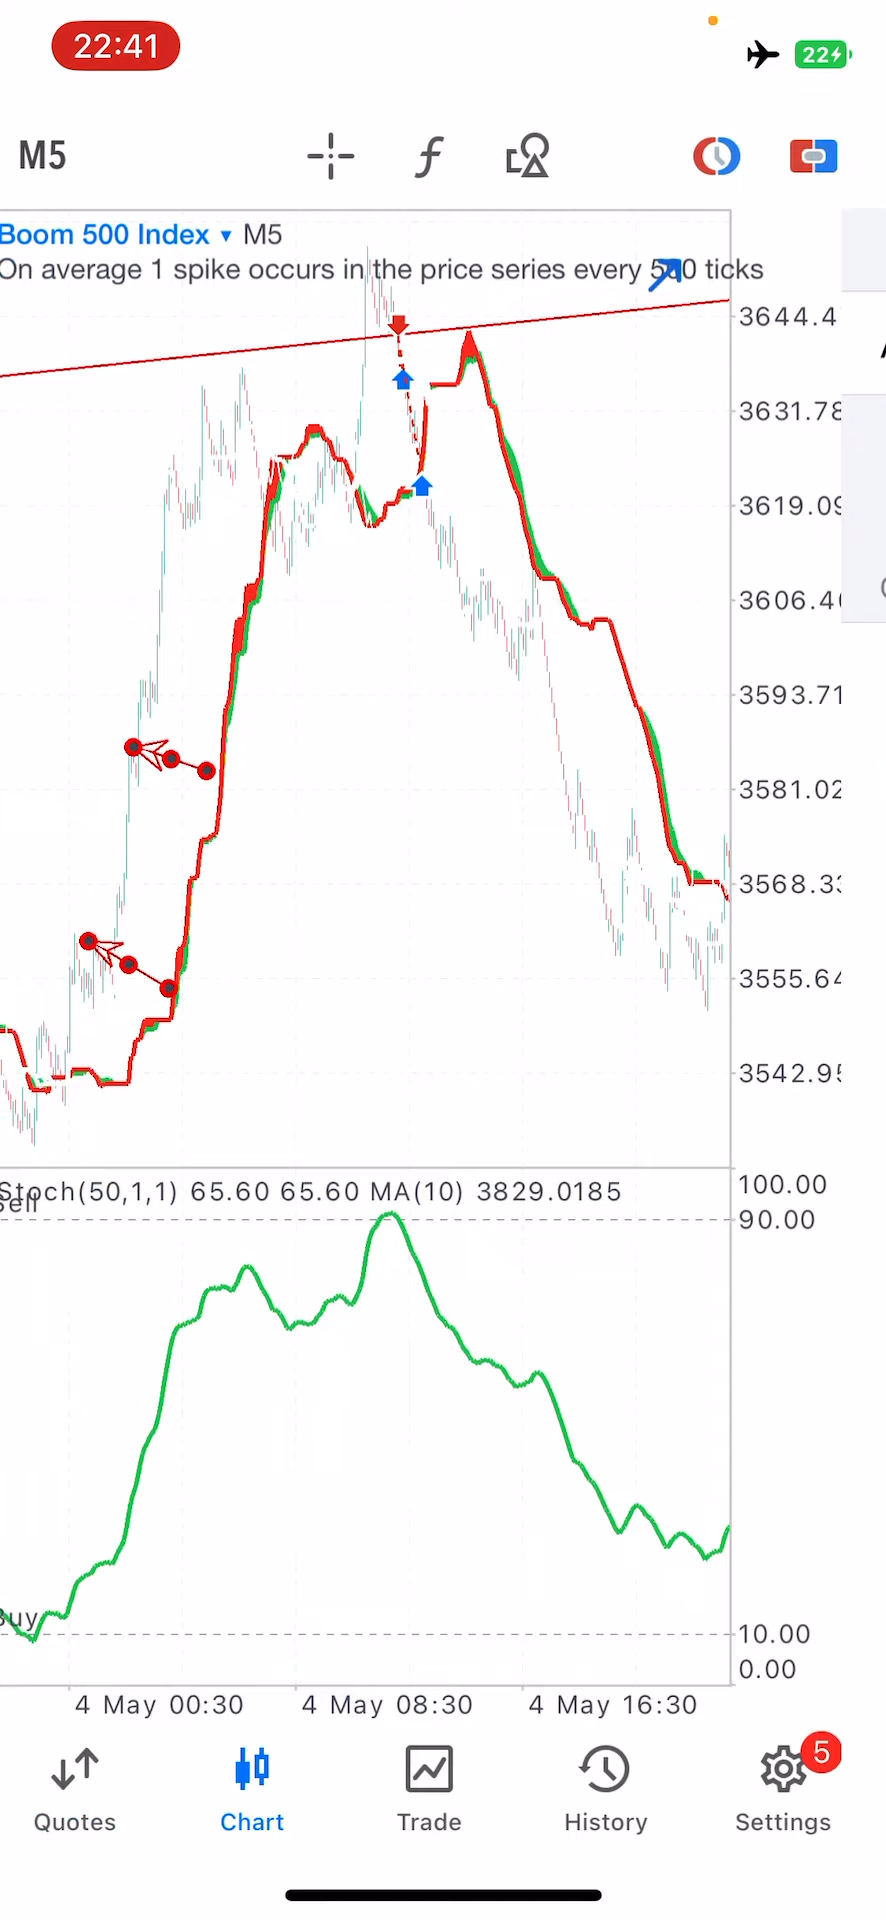 22:41
22
M5
Boom 500 Index ▾ M5
On average 1 spike occurs in the price series every 500 ticks
3644.4
3631.78
3619.09
3606.40
3593.71
3581.02
3568.33
3555.64
3542.95
Stoch(50,1,1) 65.60 65.60 MA(10) 3829.0185
Sell
100.00
90.00
Buy
10.00
0.00
4 May 00:30 4 May 08:30 4 May 16:30
5
Quotes Chart Trade History Settings